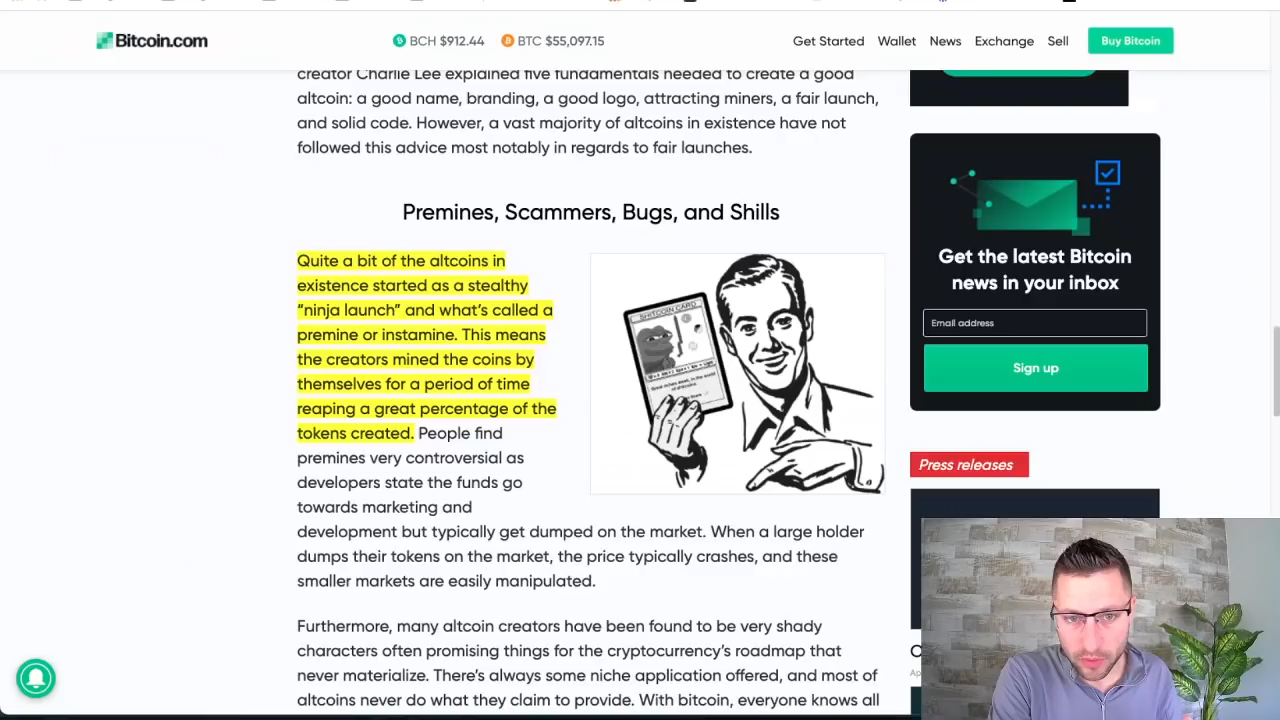 Bitcoin.com
BCH $912.44
BTC $55,097.15
Get Started
Wallet
News
Exchange
Sell
Buy Bitcoin
creator Charlie Lee explained five fundamentals needed to create a good
altcoin: a good name, branding, a good logo, attracting miners, a fair launch,
and solid code. However, a vast majority of altcoins in existence have not
followed this advice most notably in regards to fair launches.
Premines, Scammers, Bugs, and Shills
Quite a bit of the altcoins in
existence started as a stealthy
“ninja launch” and what’s called a
premine or instamine. This means
the creators mined the coins by
themselves for a period of time
reaping a great percentage of the
tokens created. People find
premines very controversial as
developers state the funds go
towards marketing and
development but typically get dumped on the market. When a large holder
dumps their tokens on the market, the price typically crashes, and these
smaller markets are easily manipulated.
Furthermore, many altcoin creators have been found to be very shady
characters often promising things for the cryptocurrency’s roadmap that
never materialize. There’s always some niche application offered, and most of
altcoins never do what they claim to provide. With bitcoin, everyone knows all
SHITCOIN CARD
Get the latest Bitcoin
news in your inbox
Email address
Sign up
Press releases